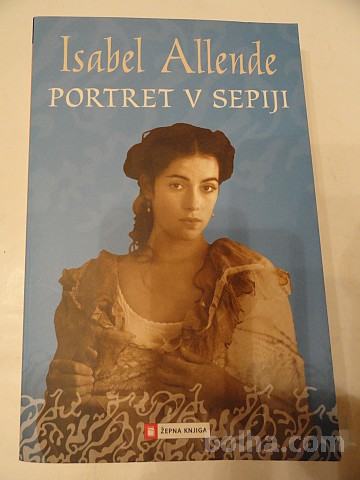 Isabel Allende
PORTRET V SEPIJI
ŽEPNA KNJIGA
bolha.com